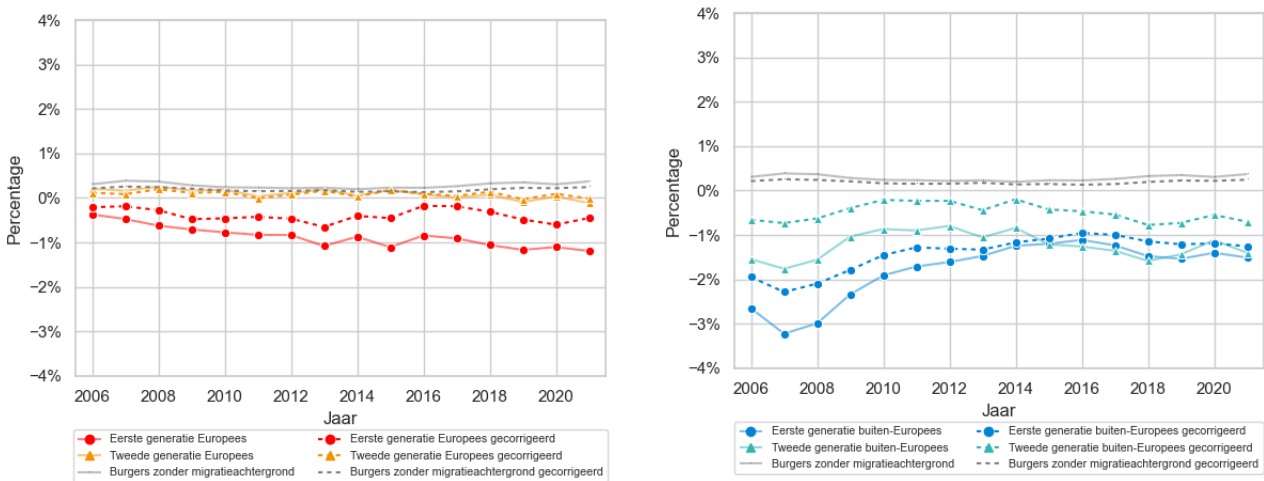 4%
3%
2%
1%
0%
−1%
−2%
−3%
−4%
Percentage
2006 2008 2010 2012 2014 2016 2018 2020
Jaar
Eerste generatie Europees
Tweede generatie Europees
Burgers zonder migratieachtergrond
Eerste generatie Europees gecorrigeerd
Tweede generatie Europees gecorrigeerd
Burgers zonder migratieachtergrond gecorrigeerd
4%
3%
2%
1%
0%
−1%
−2%
−3%
−4%
Percentage
2006 2008 2010 2012 2014 2016 2018 2020
Jaar
Eerste generatie buiten-Europees
Tweede generatie buiten-Europees
Burgers zonder migratieachtergrond
Eerste generatie buiten-Europees gecorrigeerd
Tweede generatie buiten-Europees gecorrigeerd
Burgers zonder migratieachtergrond gecorrigeerd